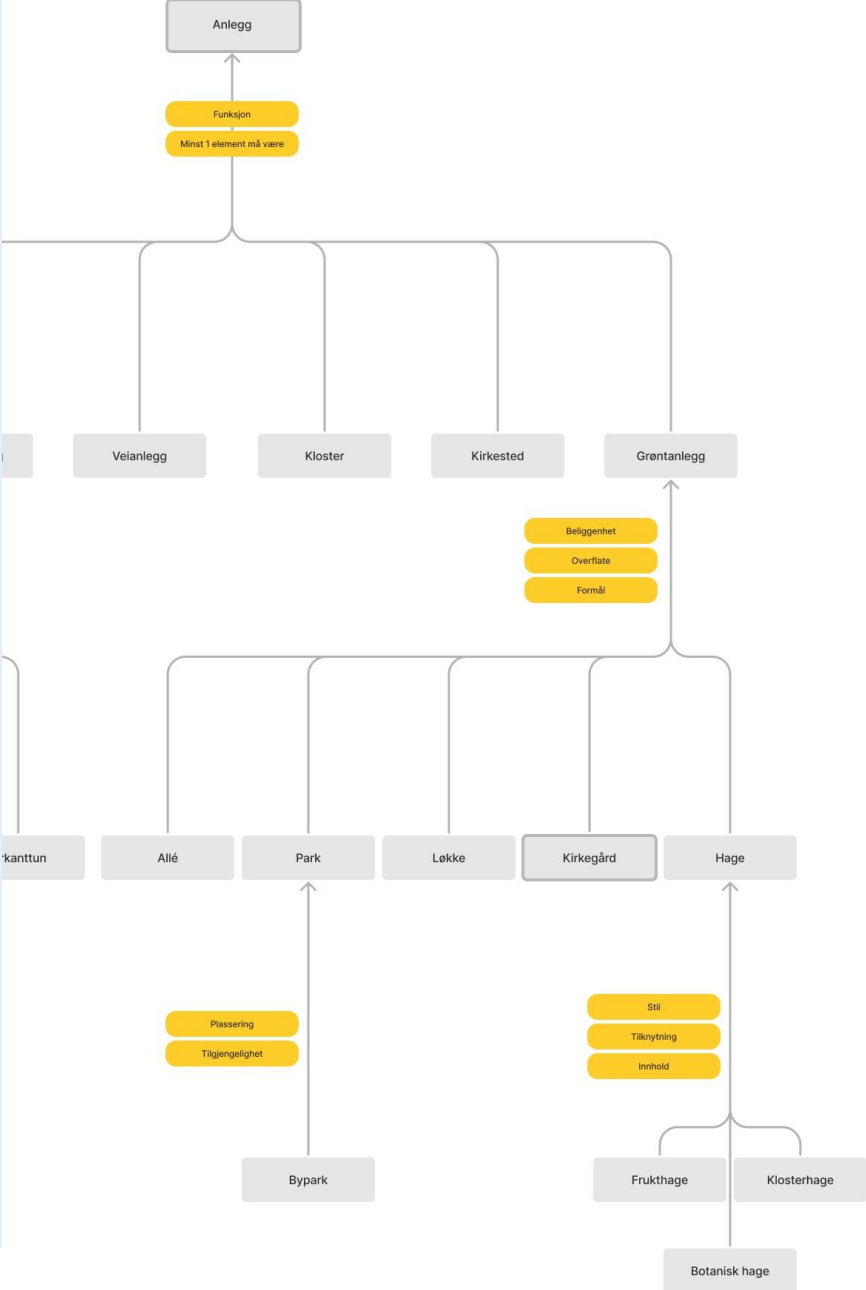 Anlegg
Funksjon
Minst 1 element må være
Veianlegg
Kloster
Kirkested
Grøntanlegg
Beliggenhet
Overflate
Formål
rkanttun
Allé
Park
Løkke
Kirkegård
Hage
Plassering
Tilgjengelighet
Stil
Tilknytning
Innhold
Bypark
Frukthage
Klosterhage
Botanisk hage